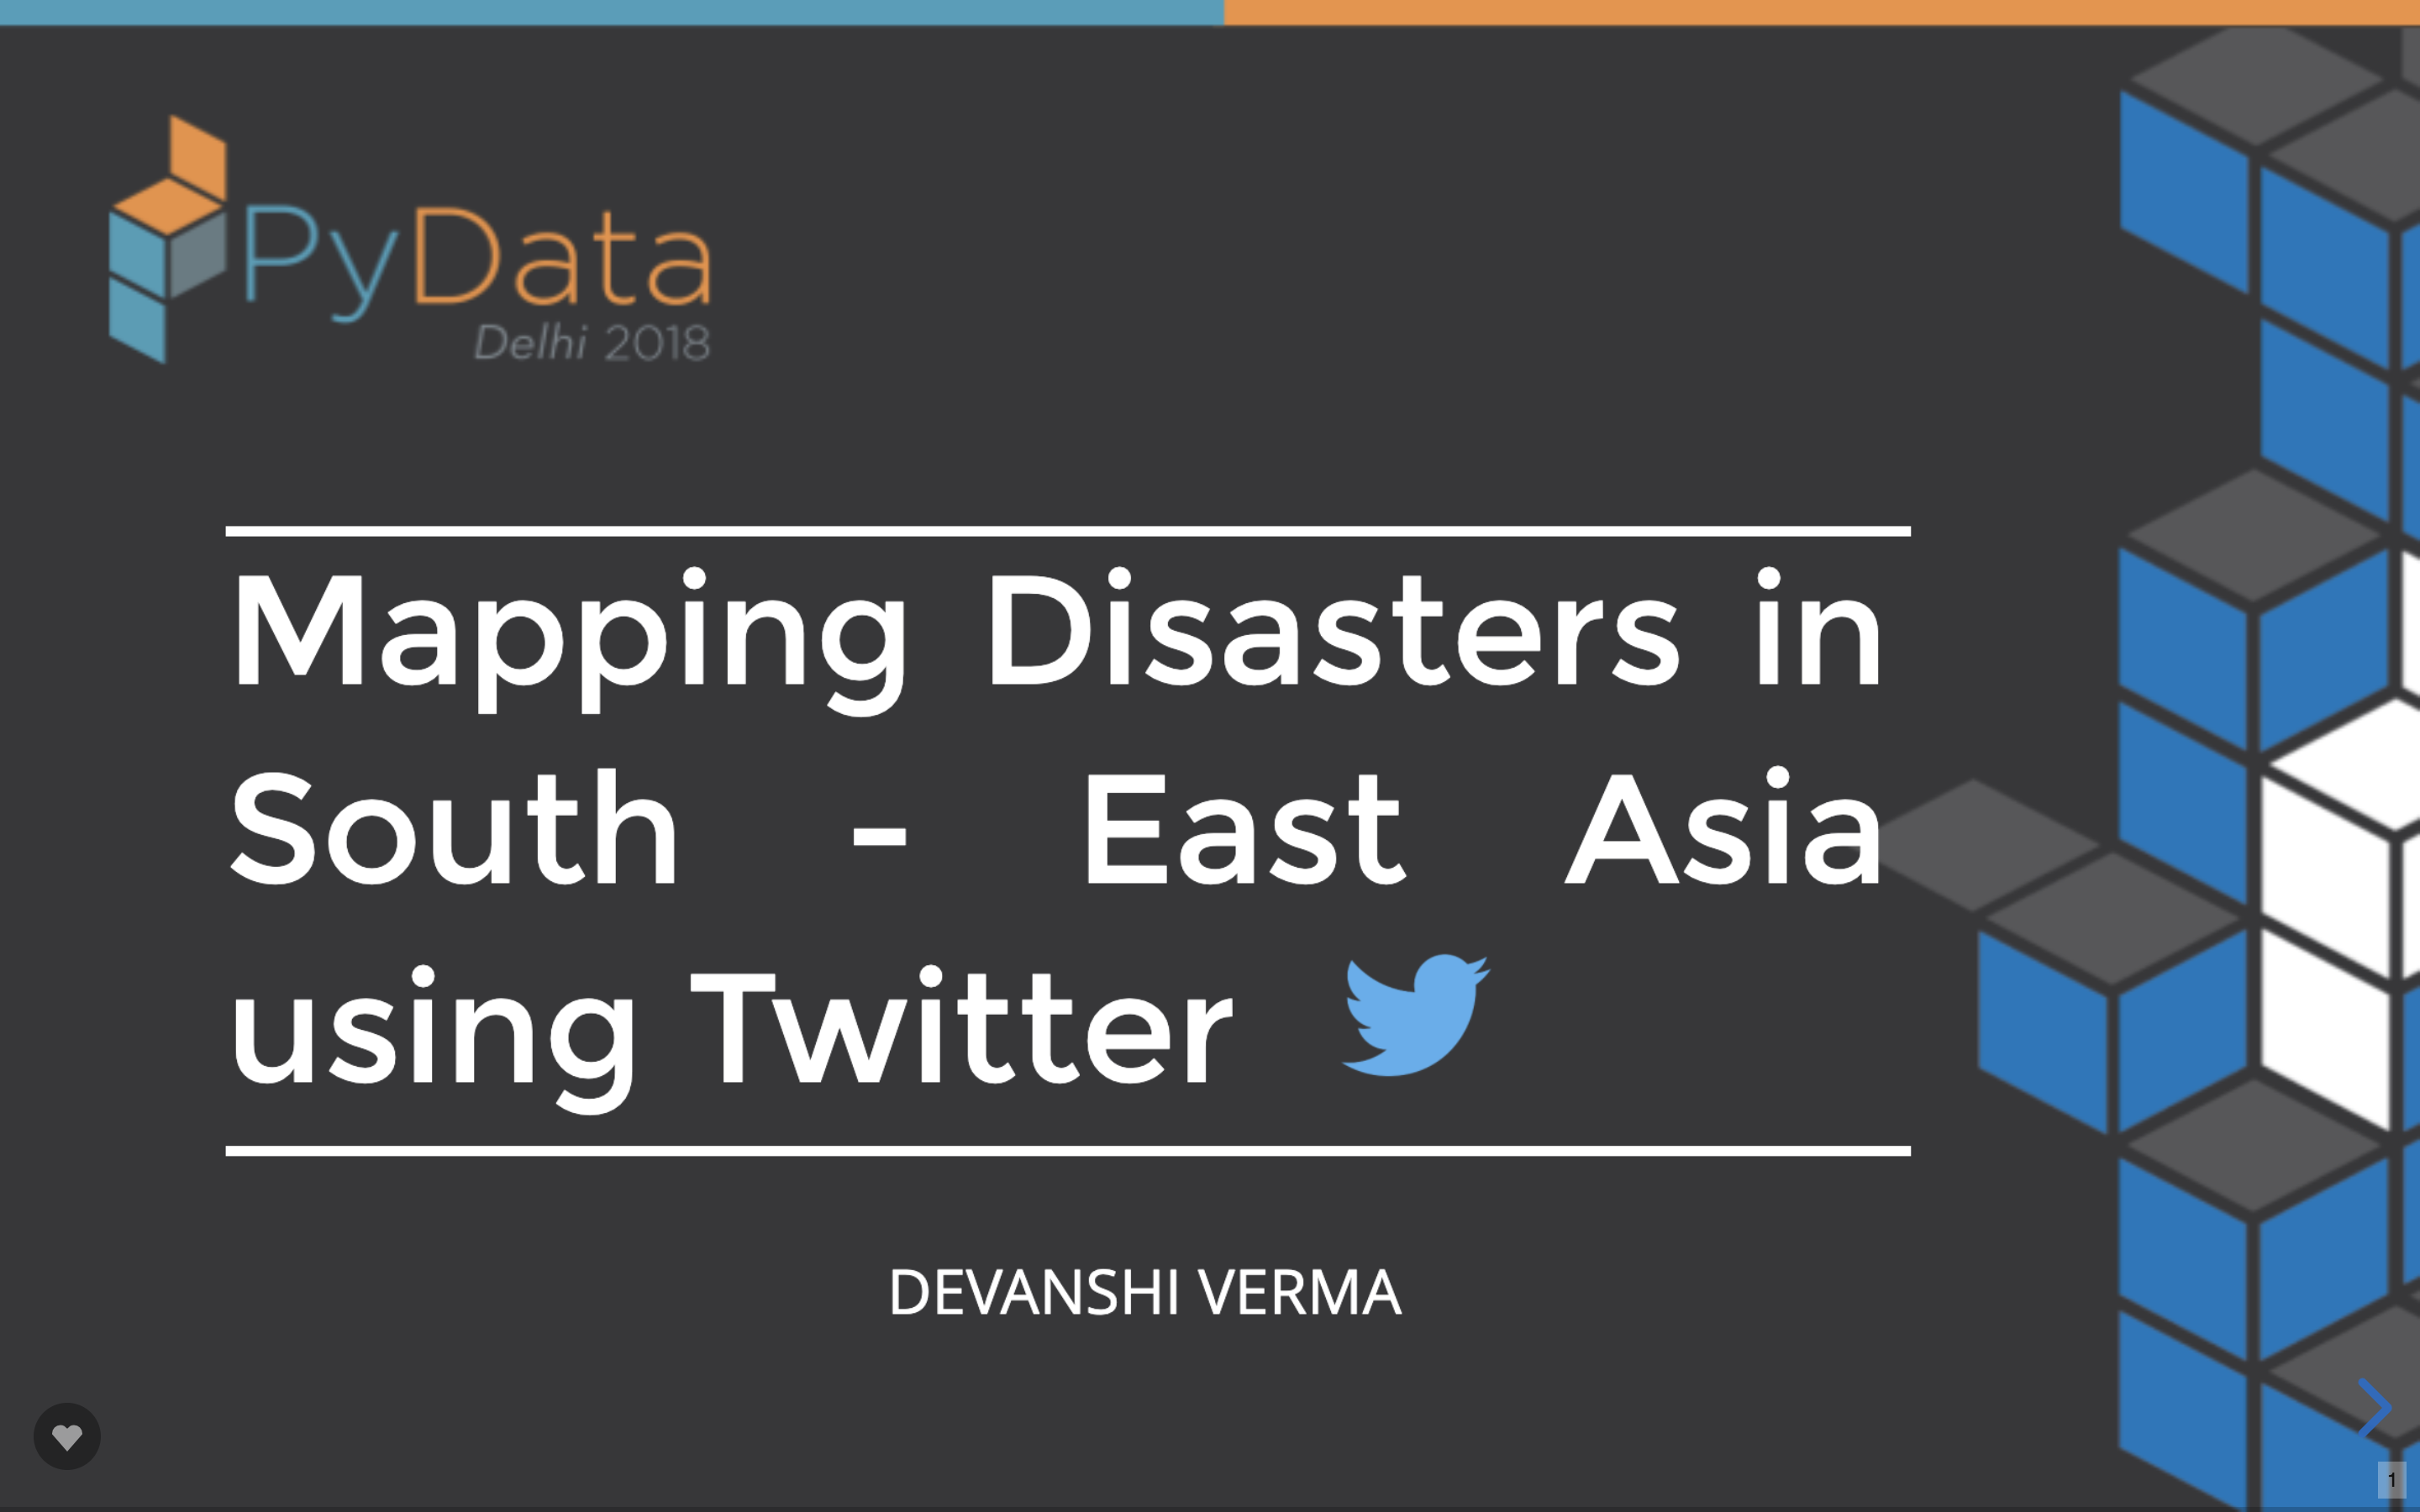 PyData
Delhi 2018
Mapping Disasters in
South - East Asia
using Twitter
DEVANSHI VERMA
1